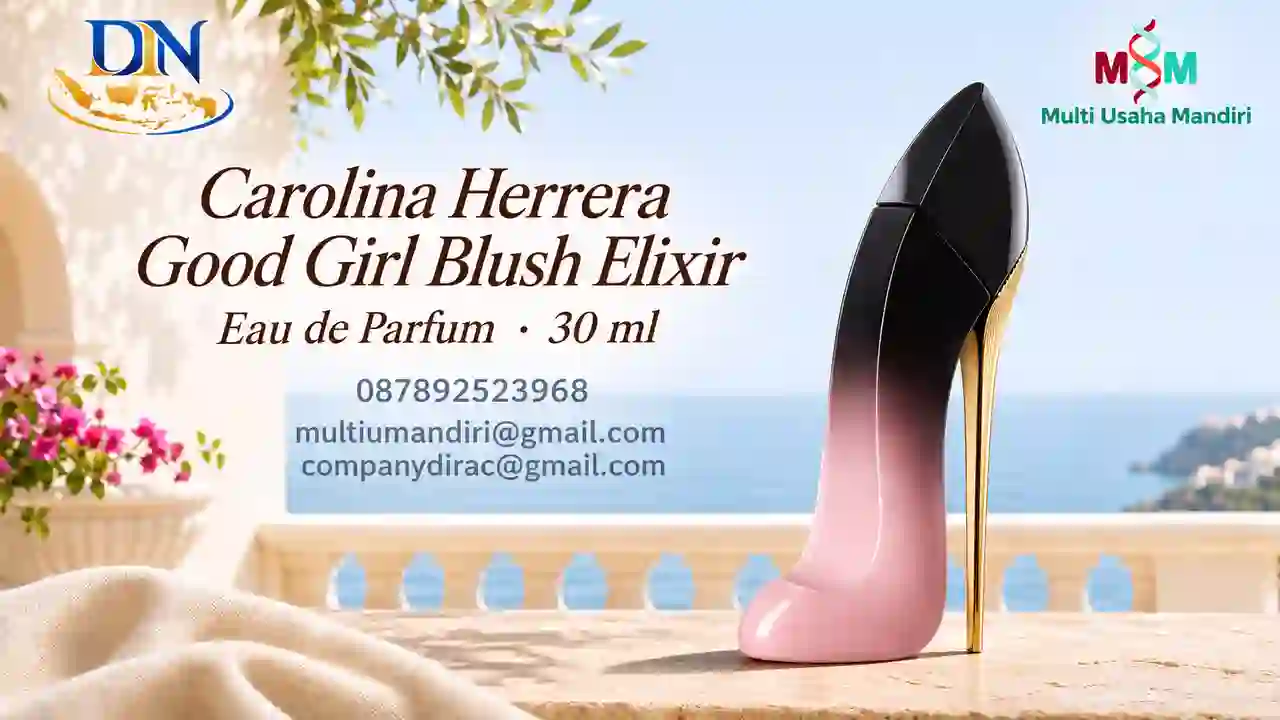 DN
MSM
Multi Usaha Mandiri
Carolina Herrera
Good Girl Blush Elixir
Eau de Parfum · 30 ml
087892523968
multiumandiri@gmail.com
companydirac@gmail.com